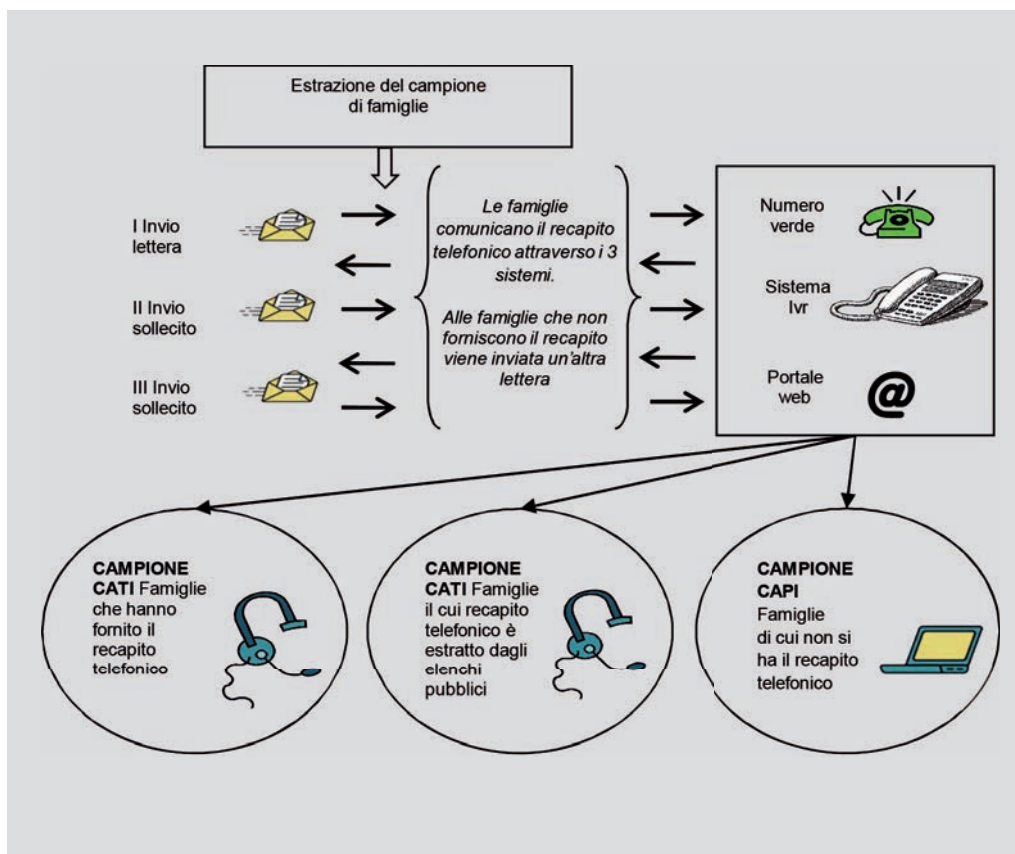 Estrazione del campione
di famiglie
I Invio
lettera
II Invio
sollecito
III Invio
sollecito
Le famiglie
comunicano il recapito
telefonico attraverso i 3
sistemi.
Alle famiglie che non
forniscono il recapito
viene inviata un'altra
lettera
Numero
verde
Sistema
Ivr
Portale
web
@
CAMPIONE
CATI Famiglie
che hanno
fornito il
recapito
telefonico
CAMPIONE
CATI Famiglie
il cui recapito
telefonico è
estratto dagli
elenchi
pubblici
CAMPIONE
CAPI
Famiglie
di cui non si
ha il recapito
telefonico